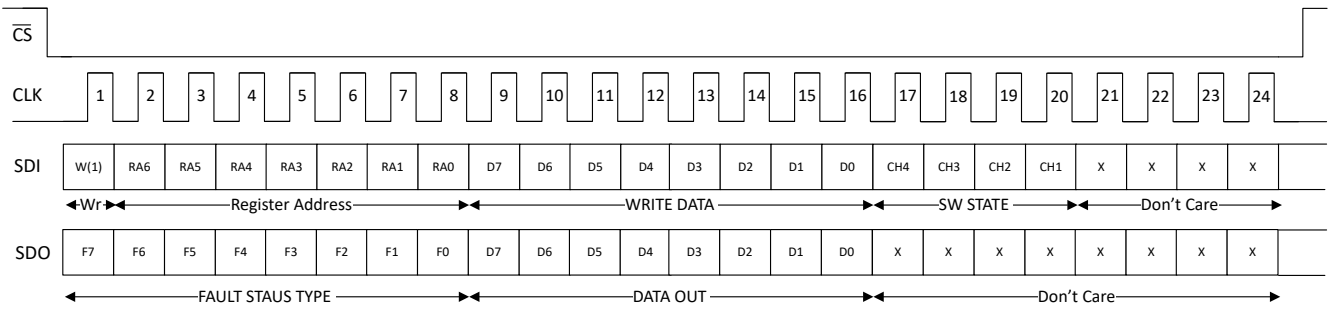 CS
CLK 1 2 3 4 5 6 7 8 9 10 11 12 13 14 15 16 17 18 19 20 21 22 23 24
SDI W(1) RA6 RA5 RA4 RA3 RA2 RA1 RA0 D7 D6 D5 D4 D3 D2 D1 D0 CH4 CH3 CH2 CH1 X X X X
Wr Register Address WRITE DATA SW STATE Don't Care
SDO F7 F6 F5 F4 F3 F2 F1 F0 D7 D6 D5 D4 D3 D2 D1 D0 X X X X X X X X
FAULT STAUS TYPE DATA OUT Don't Care